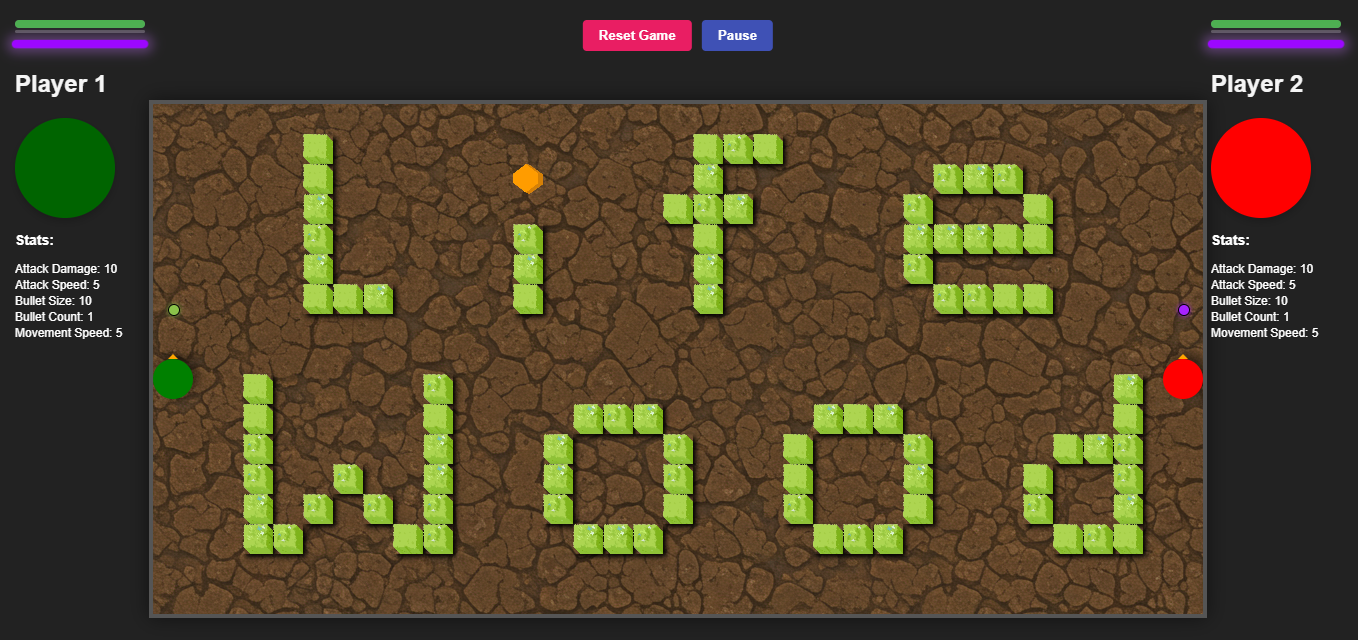 Reset Game
Pause
Player 1
Player 2
Stats:
Attack Damage: 10
Attack Speed: 5
Bullet Size: 10
Bullet Count: 1
Movement Speed: 5
Life
Wood
Stats:
Attack Damage: 10
Attack Speed: 5
Bullet Size: 10
Bullet Count: 1
Movement Speed: 5